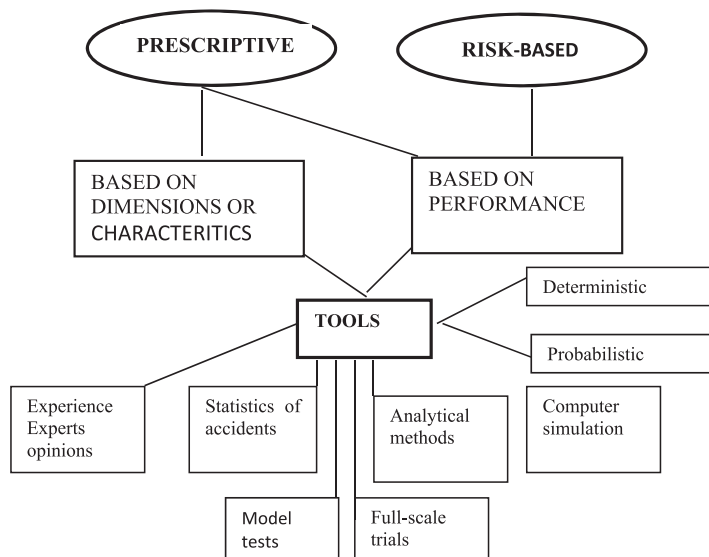 PRESCRIPTIVE
RISK-BASED
BASED ON
DIMENSIONS OR
CHARACTERITICS
BASED ON
PERFORMANCE
TOOLS
Deterministic
Probabilistic
Experience
Experts
opinions
Statistics of
accidents
Analytical
methods
Computer
simulation
Model
tests
Full-scale
trials